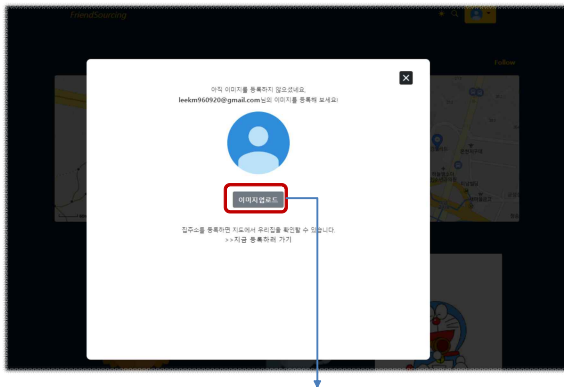 FriendSourcing
Follow
아직 이미지를 등록하지 않으셨네요.
leekm960920@gmail.com님의 이미지를 등록해 보세요!
이미지업로드
집주소를 등록하면 지도에서 우리집을 확인할 수 있습니다.
>>지금 등록하러 가기